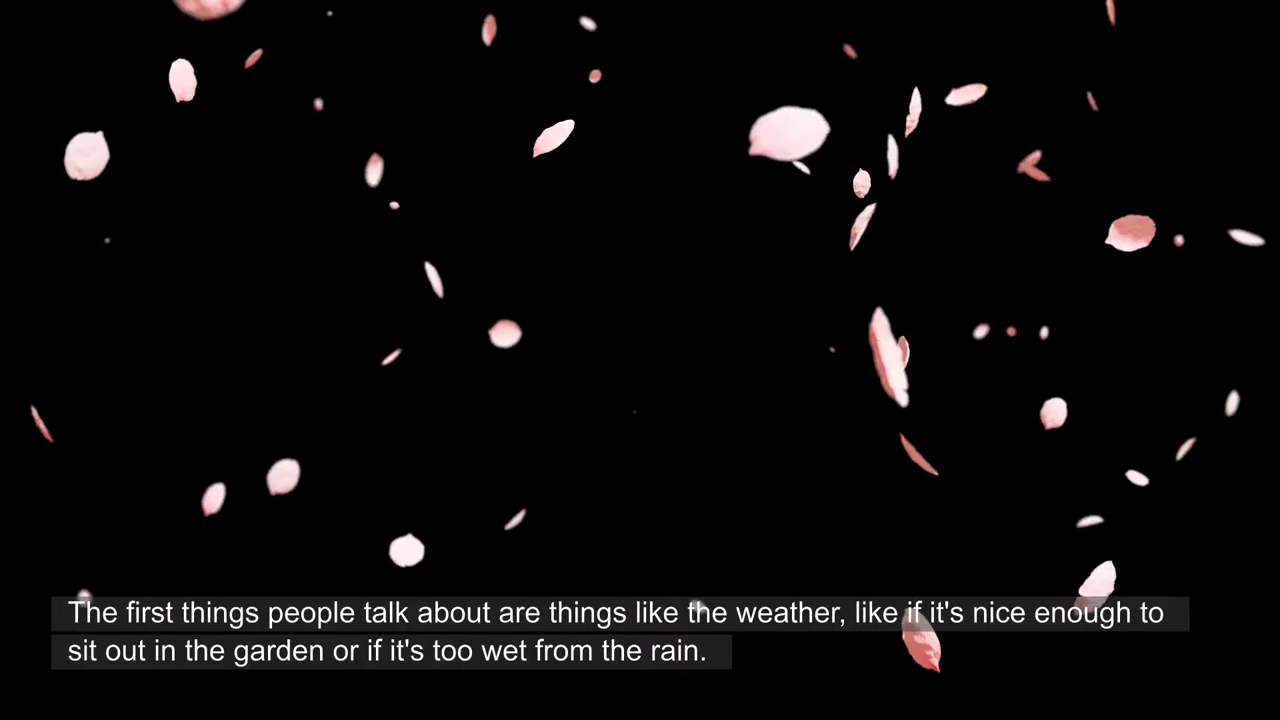 The first things people talk about are things like the weather, like if it's nice enough to
sit out in the garden or if it's too wet from the rain.